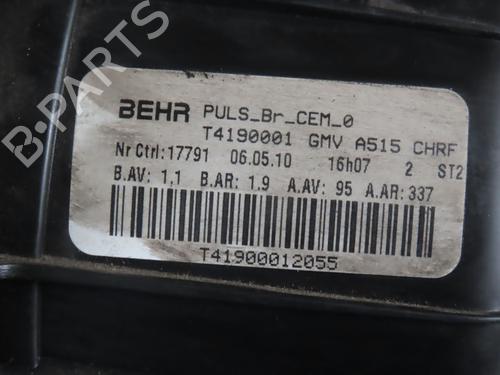 BEHR PULS_Br_CEM_0
T4190001 GMV A515 CHRF
Nr Ctrl:17791 06.05.10 16h07 2 ST2
B.AV: 1,1 B.AR: 1.9 A.AV: 95 A.AR:337
T41900012055